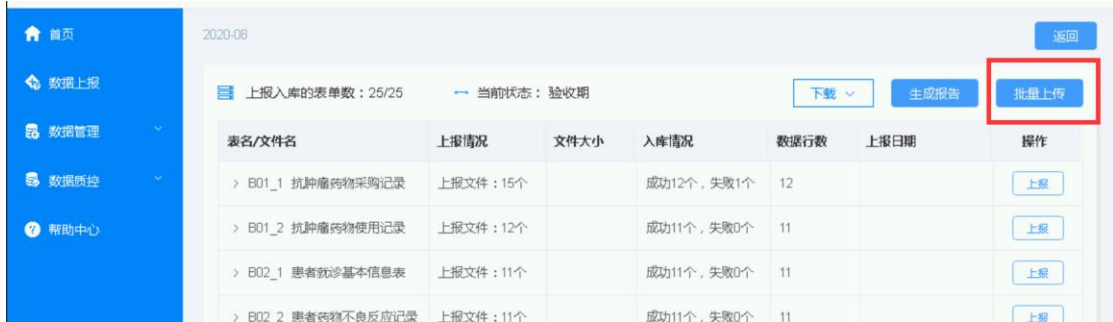 首页
2020-08
返回
数据上报
上报入库的表单数：25/25
当前状态： 验收期
下载
生成报告
批量上传
数据管理
表名/文件名 上报情况 文件大小 入库情况 数据行数 上报日期 操作
数据质控
B01_1 抗肿瘤药物采购记录 上报文件：15个 成功12个，失败1个 12 上报
帮助中心
B01_2 抗肿瘤药物使用记录 上报文件：12个 成功11个，失败0个 11 上报
B02_1 患者就诊基本信息表 上报文件：11个 成功11个，失败0个 11 上报
B02_2 患者药物不良反应记录 上报文件：11个 成功11个，失败0个 11 上报